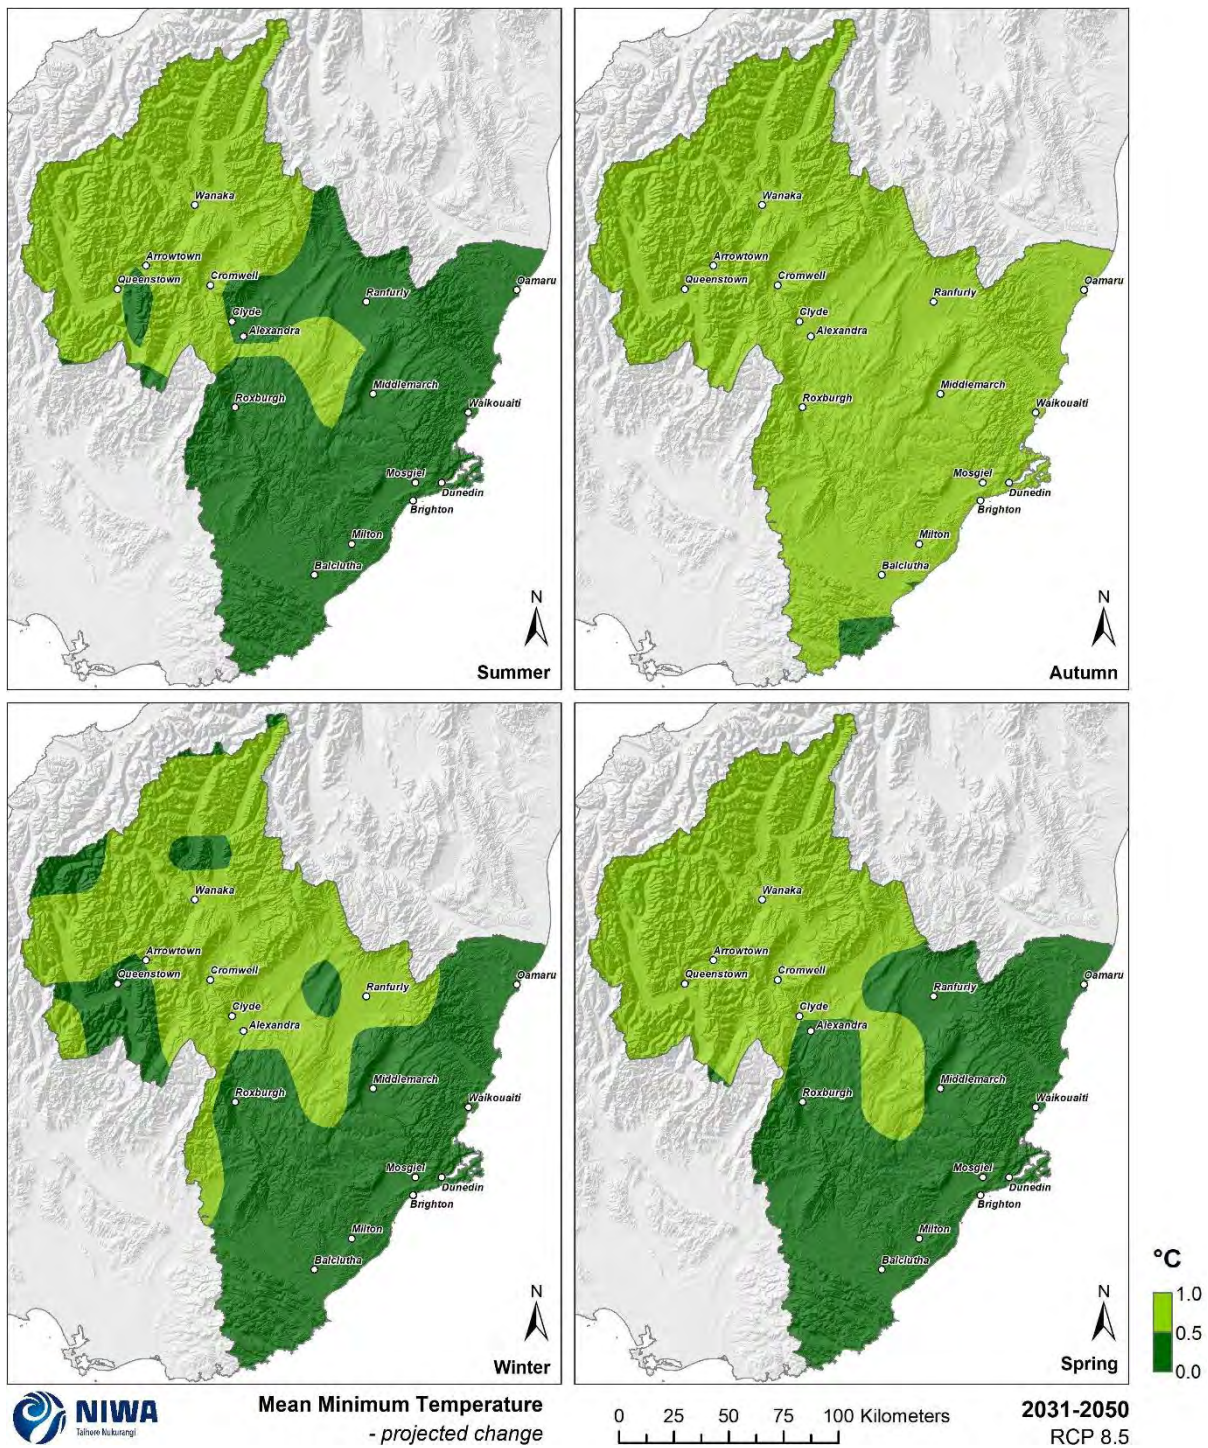 Wanaka
Arrowtown
Queenstown
Cromwell
Oamaru
Ranfurly
Clyde
Alexandra
Middlemarch
Roxburgh
Waikouaiti
Mosgiel
Dunedin
Brighton
Milton
Balclutha
N
Summer
Wanaka
Arrowtown
Queenstown
Cromwell
Oamaru
Ranfurly
Clyde
Alexandra
Middlemarch
Roxburgh
Waikouaiti
Mosgiel
Dunedin
Brighton
Milton
Balclutha
N
Autumn
Wanaka
Arrowtown
Queenstown
Cromwell
Oamaru
Ranfurly
Clyde
Alexandra
Middlemarch
Roxburgh
Waikouaiti
Mosgiel
Dunedin
Brighton
Milton
Balclutha
N
Winter
Wanaka
Arrowtown
Queenstown
Cromwell
Oamaru
Ranfurly
Clyde
Alexandra
Middlemarch
Roxburgh
Waikouaiti
Mosgiel
Dunedin
Brighton
Milton
Balclutha
N
Spring
°C
1.0
0.5
0.0
NIWA
Taihoro Nukurangi
Mean Minimum Temperature
- projected change
0 25 50 75 100 Kilometers
2031-2050
RCP 8.5